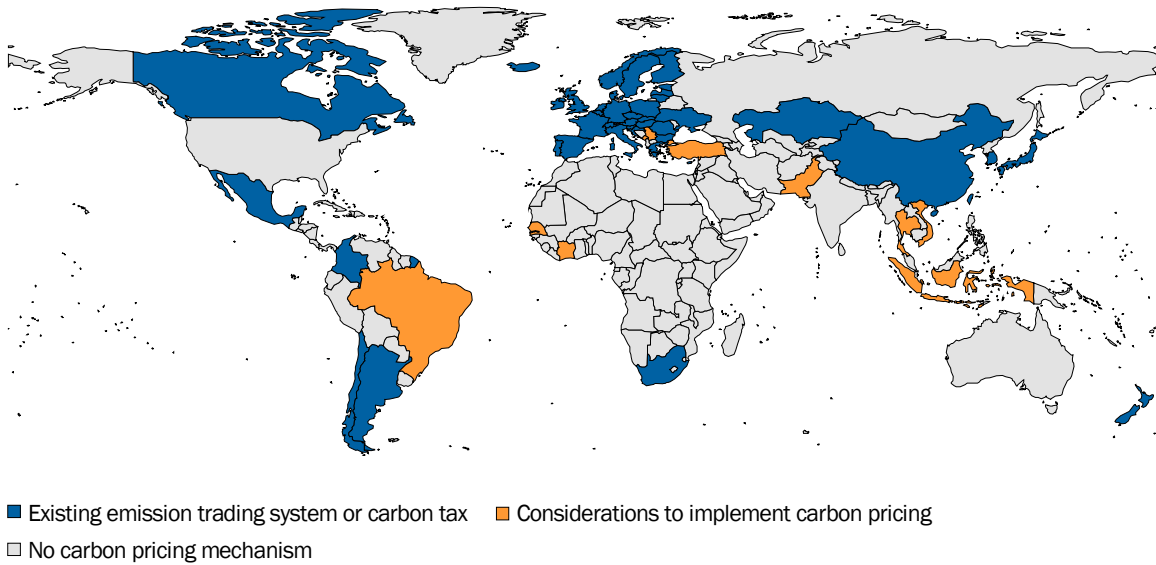 Existing emission trading system or carbon tax Considerations to implement carbon pricing
No carbon pricing mechanism